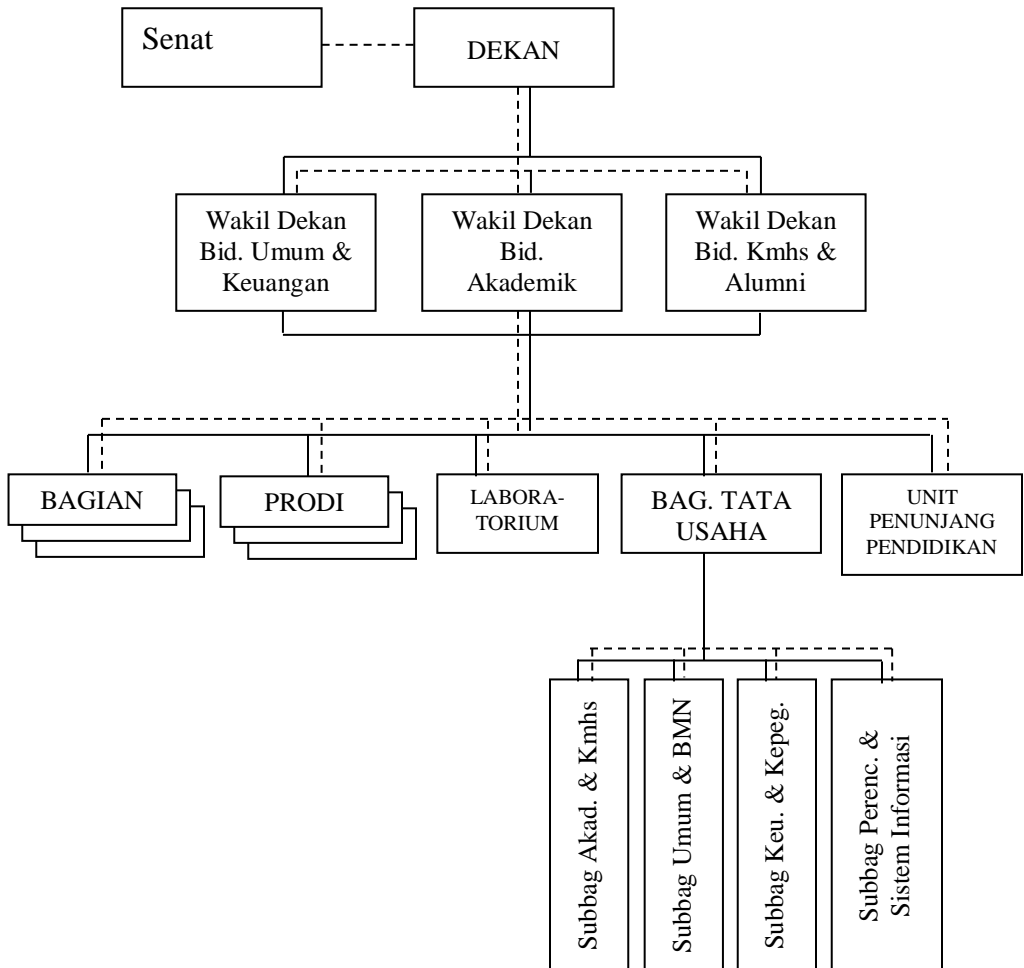 Senat
DEKAN
Wakil Dekan
Bid. Umum &
Keuangan
Wakil Dekan
Bid.
Akademik
Wakil Dekan
Bid. Kmhs &
Alumni
BAGIAN
PRODI
LABORA-
TORIUM
BAG. TATA
USAHA
UNIT
PENUNJANG
PENDIDIKAN
Subbag Akad. & Kmhs
Subbag Umum & BMN
Subbag Keu. & Kepeg.
Subbag Perenc. &
Sistem Informasi